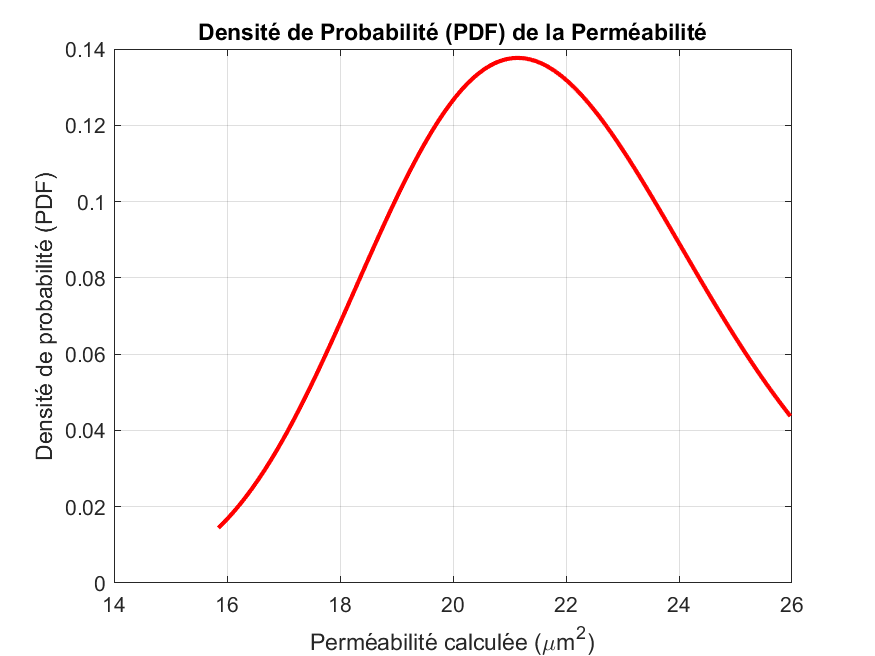 Densité de Probabilité (PDF) de la Perméabilité
Densité de probabilité (PDF)
0.14
0.12
0.1
0.08
0.06
0.04
0.02
0
14 16 18 20 22 24 26
Perméabilité calculée (μm²)